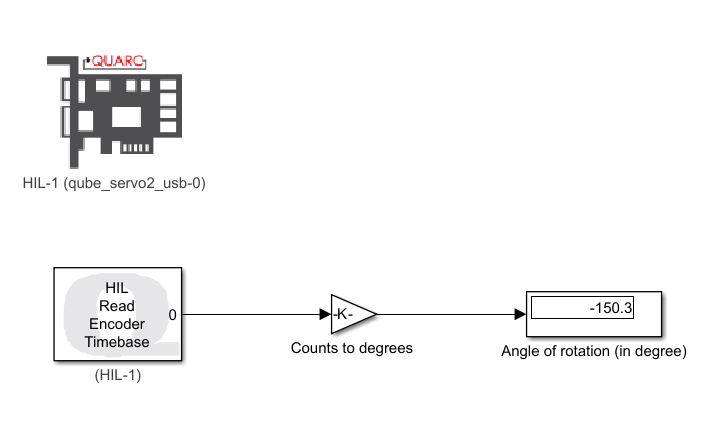 QUARC
HIL-1 (qube_servo2_usb-0)
HIL
Read
Encoder
Timebase
0
(HIL-1)
-K-
Counts to degrees
-150.3
Angle of rotation (in degree)